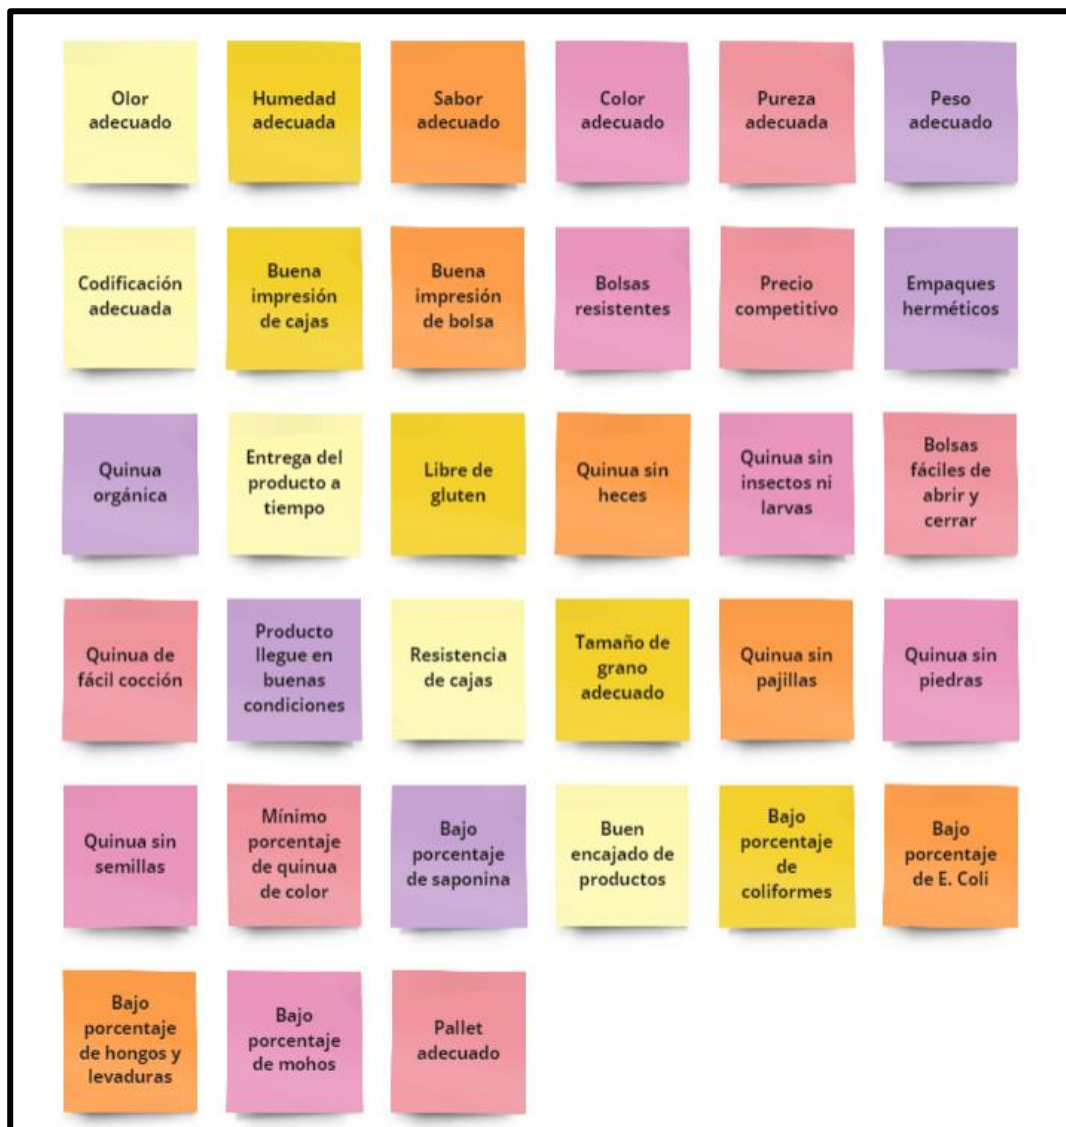 Olor
adecuado
Humedad
adecuada
Sabor
adecuado
Color
adecuado
Pureza
adecuada
Peso
adecuado
Codificación
adecuada
Buena
impresión
de cajas
Buena
impresión
de bolsa
Bolsas
resistentes
Precio
competitivo
Empaques
herméticos
Quinua
orgánica
Entrega del
producto a
tiempo
Libre de
gluten
Quinua sin
heces
Quinua sin
insectos ni
larvas
Bolsas
fáciles de
abrir y
cerrar
Quinua de
fácil cocción
Producto
llegue en
buenas
condiciones
Resistencia
de cajas
Tamaño de
grano
adecuado
Quinua sin
pajillas
Quinua sin
piedras
Quinua sin
semillas
Mínimo
porcentaje
de quinua
de color
Bajo
porcentaje
de saponina
Buen
encajado de
productos
Bajo
porcentaje
de
coliformes
Bajo
porcentaje
de E. Coli
Bajo
porcentaje
de hongos y
levaduras
Bajo
porcentaje
de mohos
Pallet
adecuado